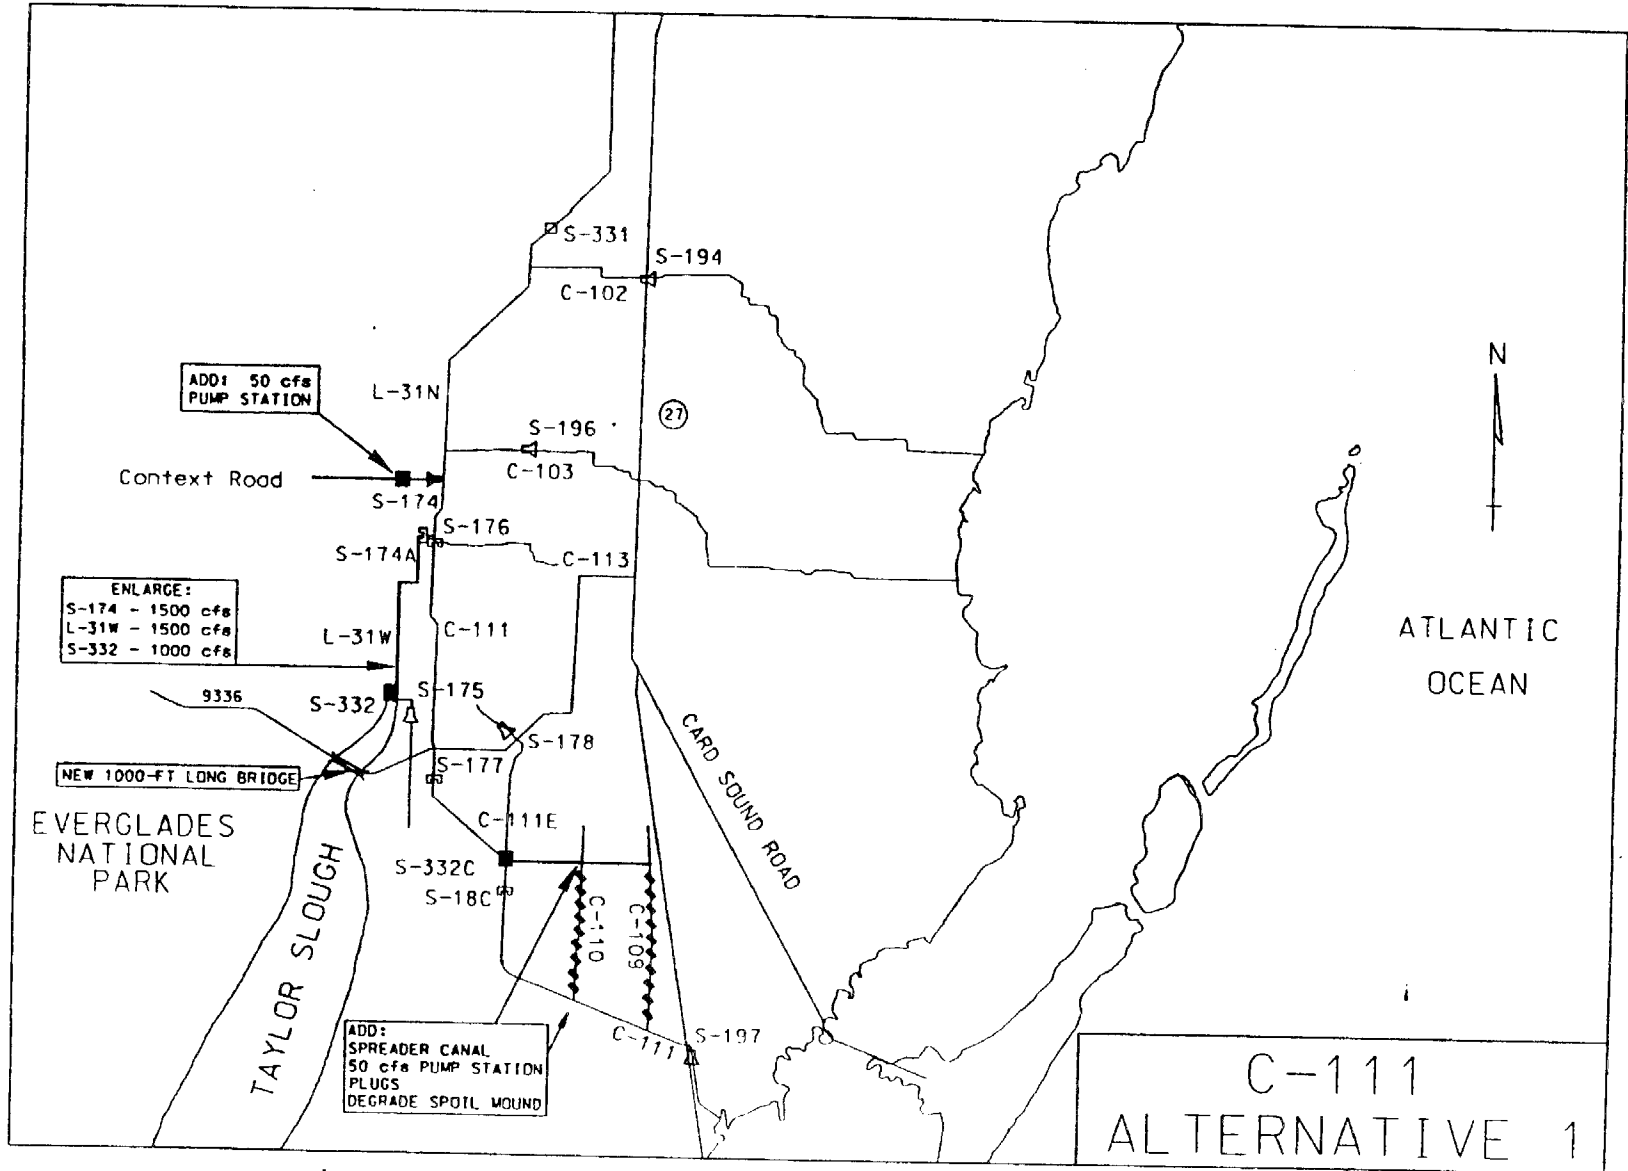 S-331
S-194
C-102
ADD: 50 cfs
PUMP STATION
L-31N
27
S-196
C-103
Context Road
S-174
S-176
S-174A
C-113
N
ENLARGE:
S-174 - 1500 cfs
L-31W - 1500 cfs
S-332 - 1000 cfs
L-31W
C-111
ATLANTIC
OCEAN
9336
S-332
S-175
S-178
CARD SOUND ROAD
NEW 1000-FT LONG BRIDGE
S-177
EVERGLADES
NATIONAL
PARK
C-111E
S-332C
S-18C
C-110
C-109
TAYLOR SLOUGH
ADD:
SPREADER CANAL
50 cfs PUMP STATION
PLUGS
DEGRADE SPOIL MOUND
C-111
S-197
C-111
ALTERNATIVE 1